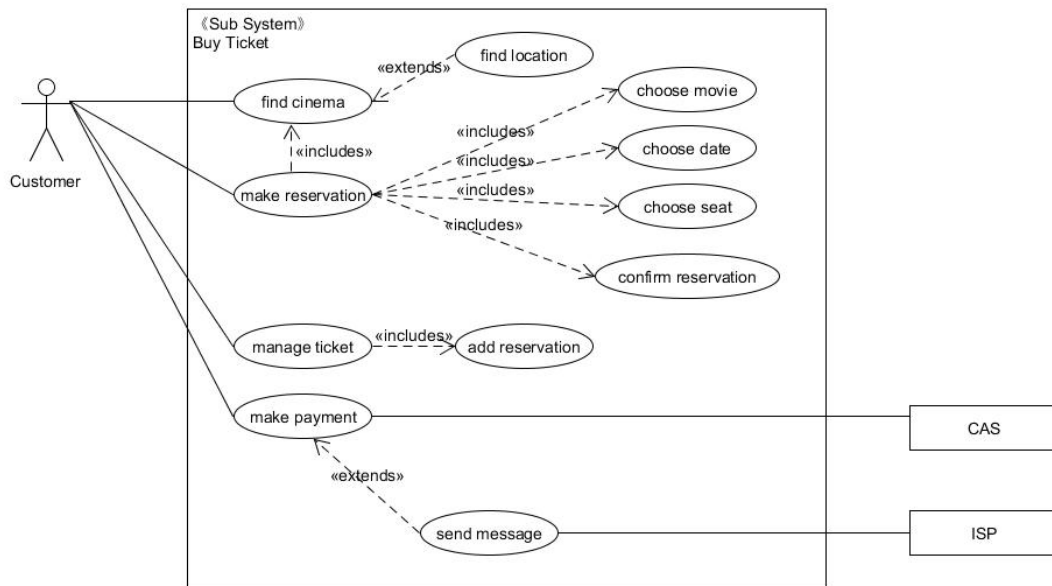 《Sub System》
Buy Ticket
find location
«extends»
find cinema
choose movie
«includes»
«includes»
choose date
«includes»
Customer
make reservation
«includes»
choose seat
«includes»
confirm reservation
manage ticket
«includes»
add reservation
make payment
CAS
«extends»
send message
ISP